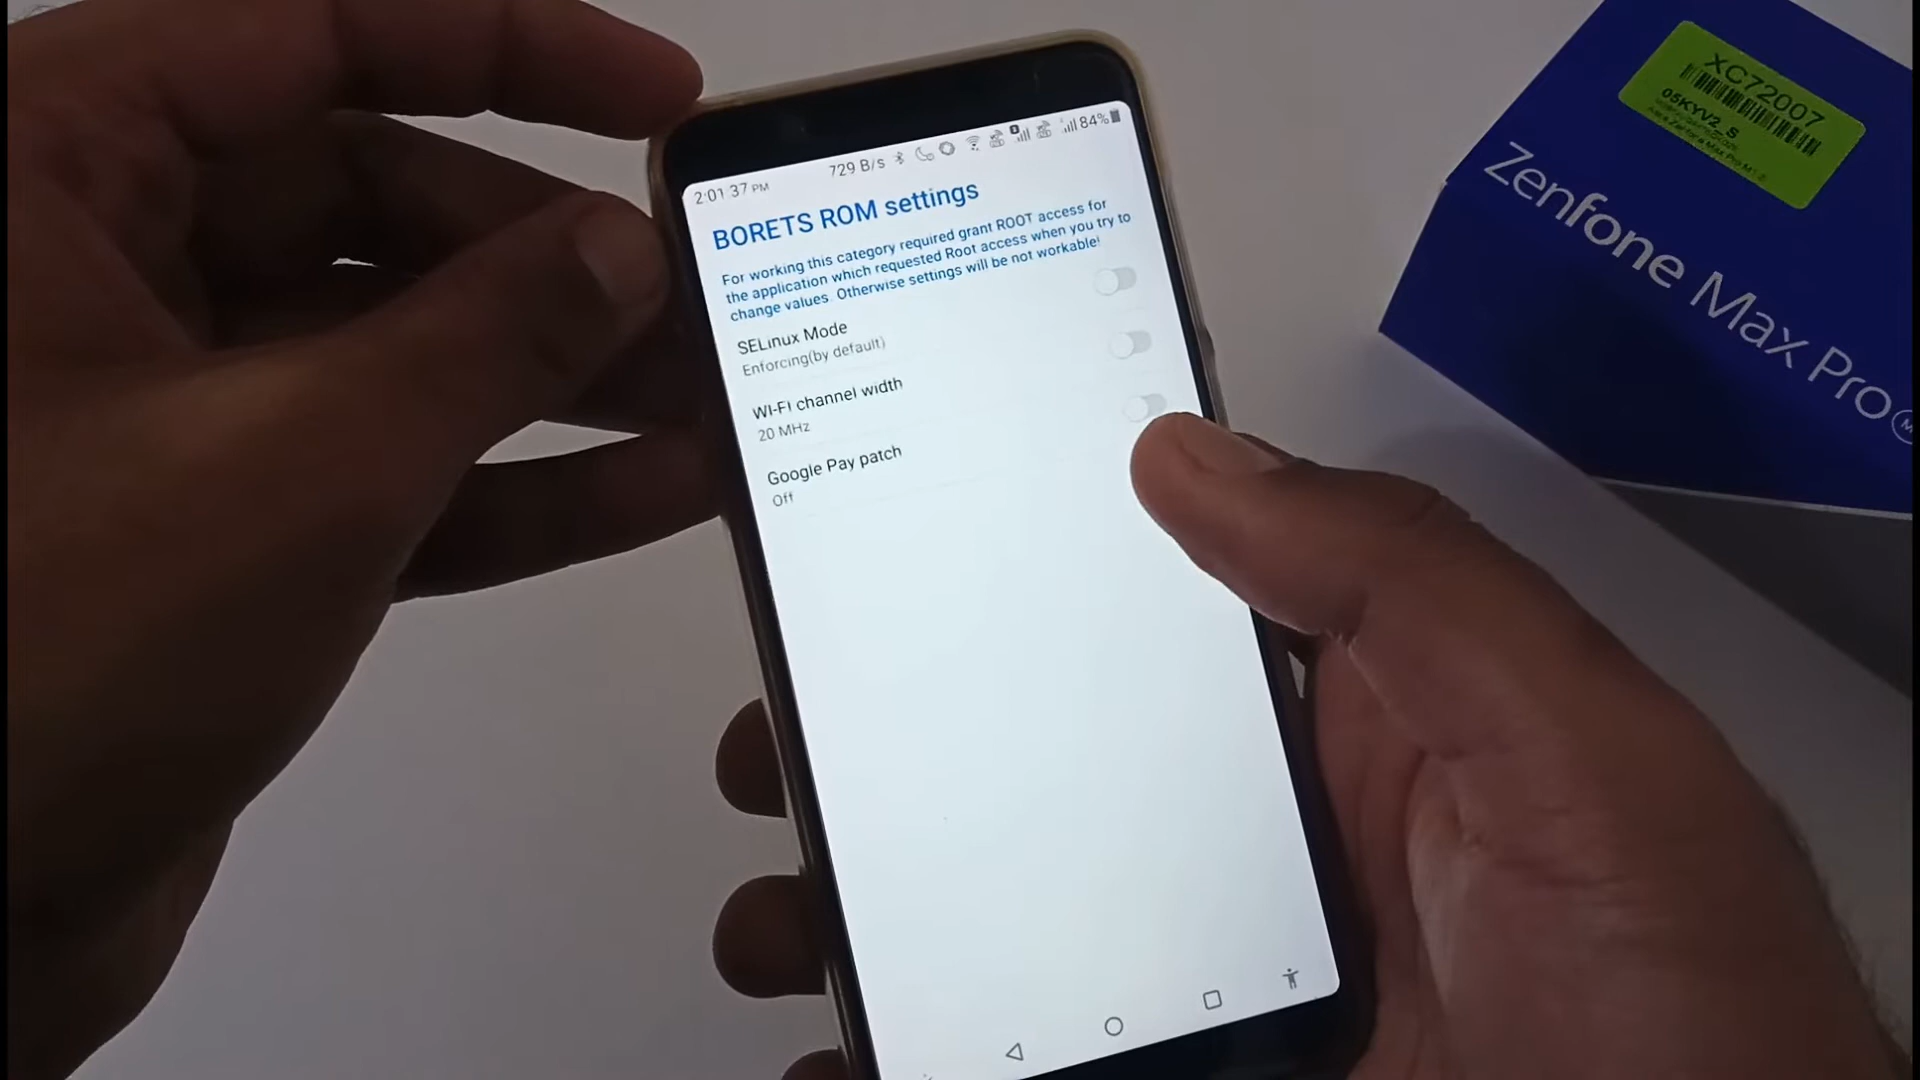 2:01 37 PM
729 B/s
84%
BORETS ROM settings
For working this category required grant ROOT access for
the application which requested Root access when you try to
change values. Otherwise settings will be not workable!
SELinux Mode
Enforcing(by default)
WI-FI channel width
20 MHz
Google Pay patch
Off
XC72007
05KYV2_S
Zenfone Max Pro